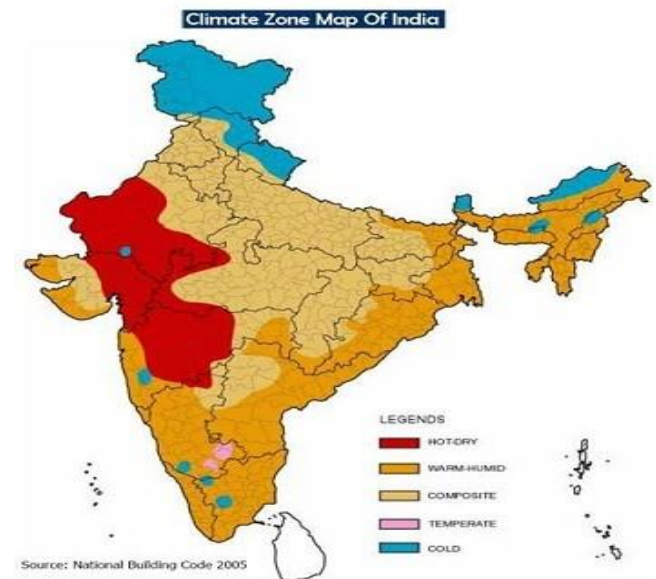 Climate Zone Map Of India
LEGENDS
HOT-DRY
WARM-HUMID
COMPOSITE
TEMPERATE
COLD
Source: National Building Code 2005